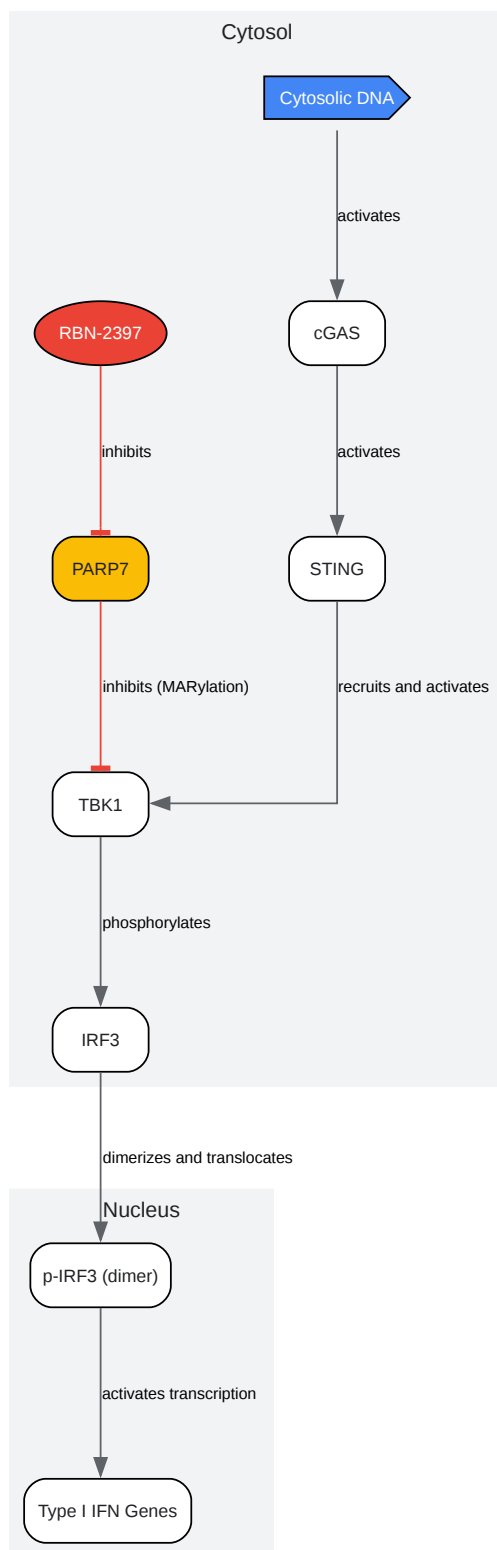 Cytosol
Cytosolic DNA
activates
RBN-2397
cGAS
inhibits
activates
PARP7
STING
inhibits (MARylation)
recruits and activates
TBK1
phosphorylates
IRF3
dimerizes and translocates
Nucleus
p-IRF3 (dimer)
activates transcription
Type I IFN Genes